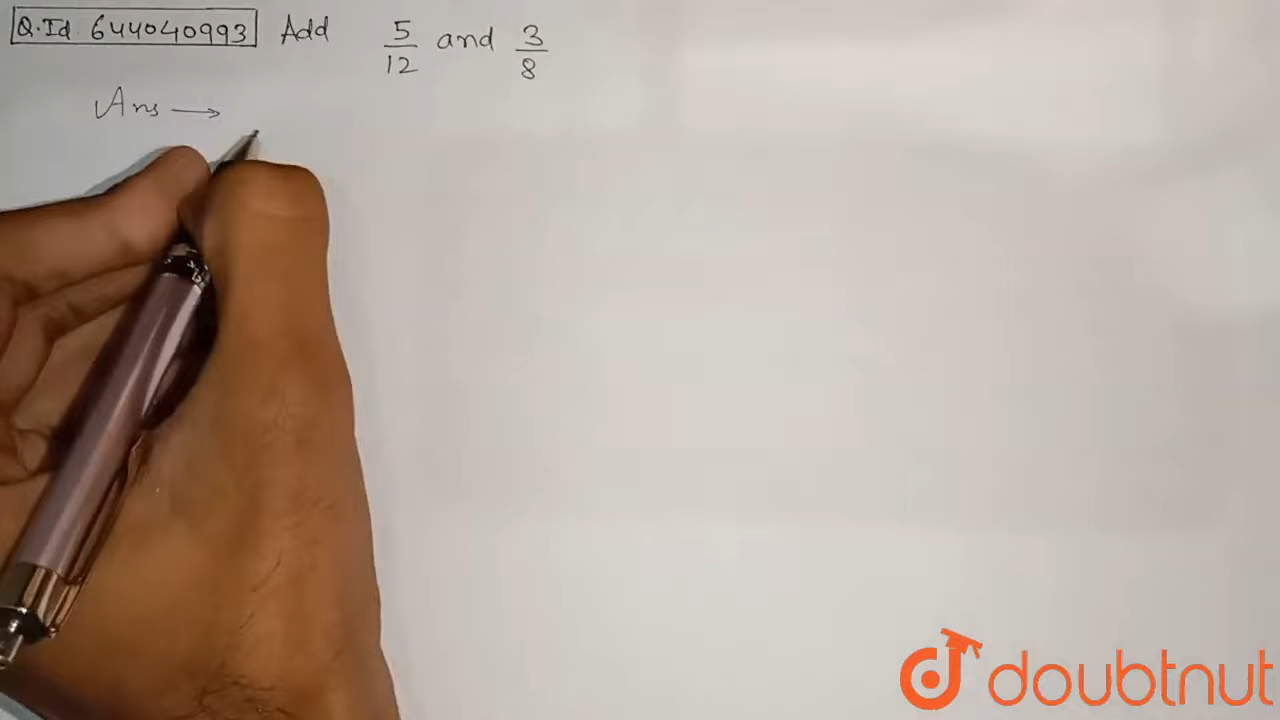 Q.Id 644040993 Add 5/12 and 3/8
Ans →
doubtnut